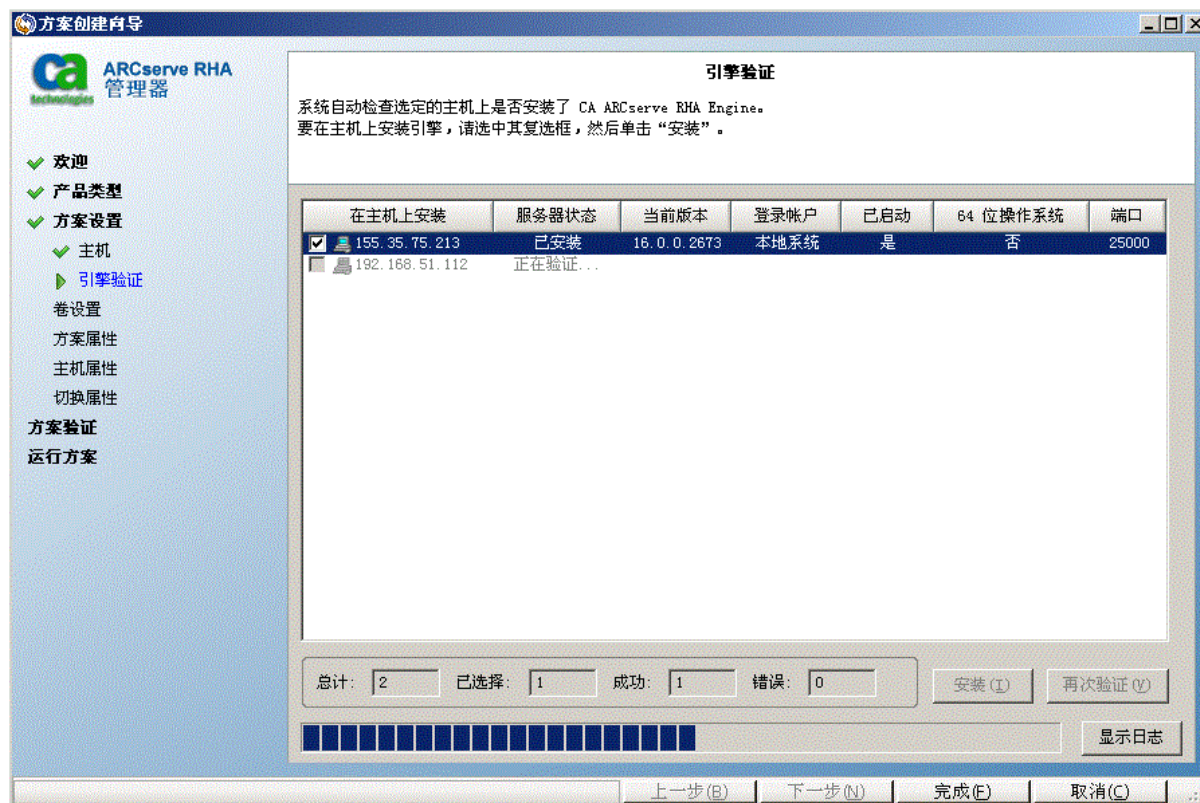 方案创建向导
ca
technologies
ARCserve RHA
管理器
欢迎
产品类型
方案设置
主机
引擎验证
卷设置
方案属性
主机属性
切换属性
方案验证
运行方案
引擎验证
系统自动检查选定的主机上是否安装了 CA ARCserve RHA Engine。
要在主机上安装引擎，请选中其复选框，然后单击“安装”。
在主机上安装 服务器状态 当前版本 登录帐户 已启动 64 位操作系统 端口
155.35.75.213 已安装 16.0.0.2673 本地系统 是 否 25000
192.168.51.112 正在验证...
总计: 2 已选择: 1 成功: 1 错误: 0 安装(I) 再次验证(V)
显示日志
上一步(B) 下一步(N) 完成(F) 取消(C)